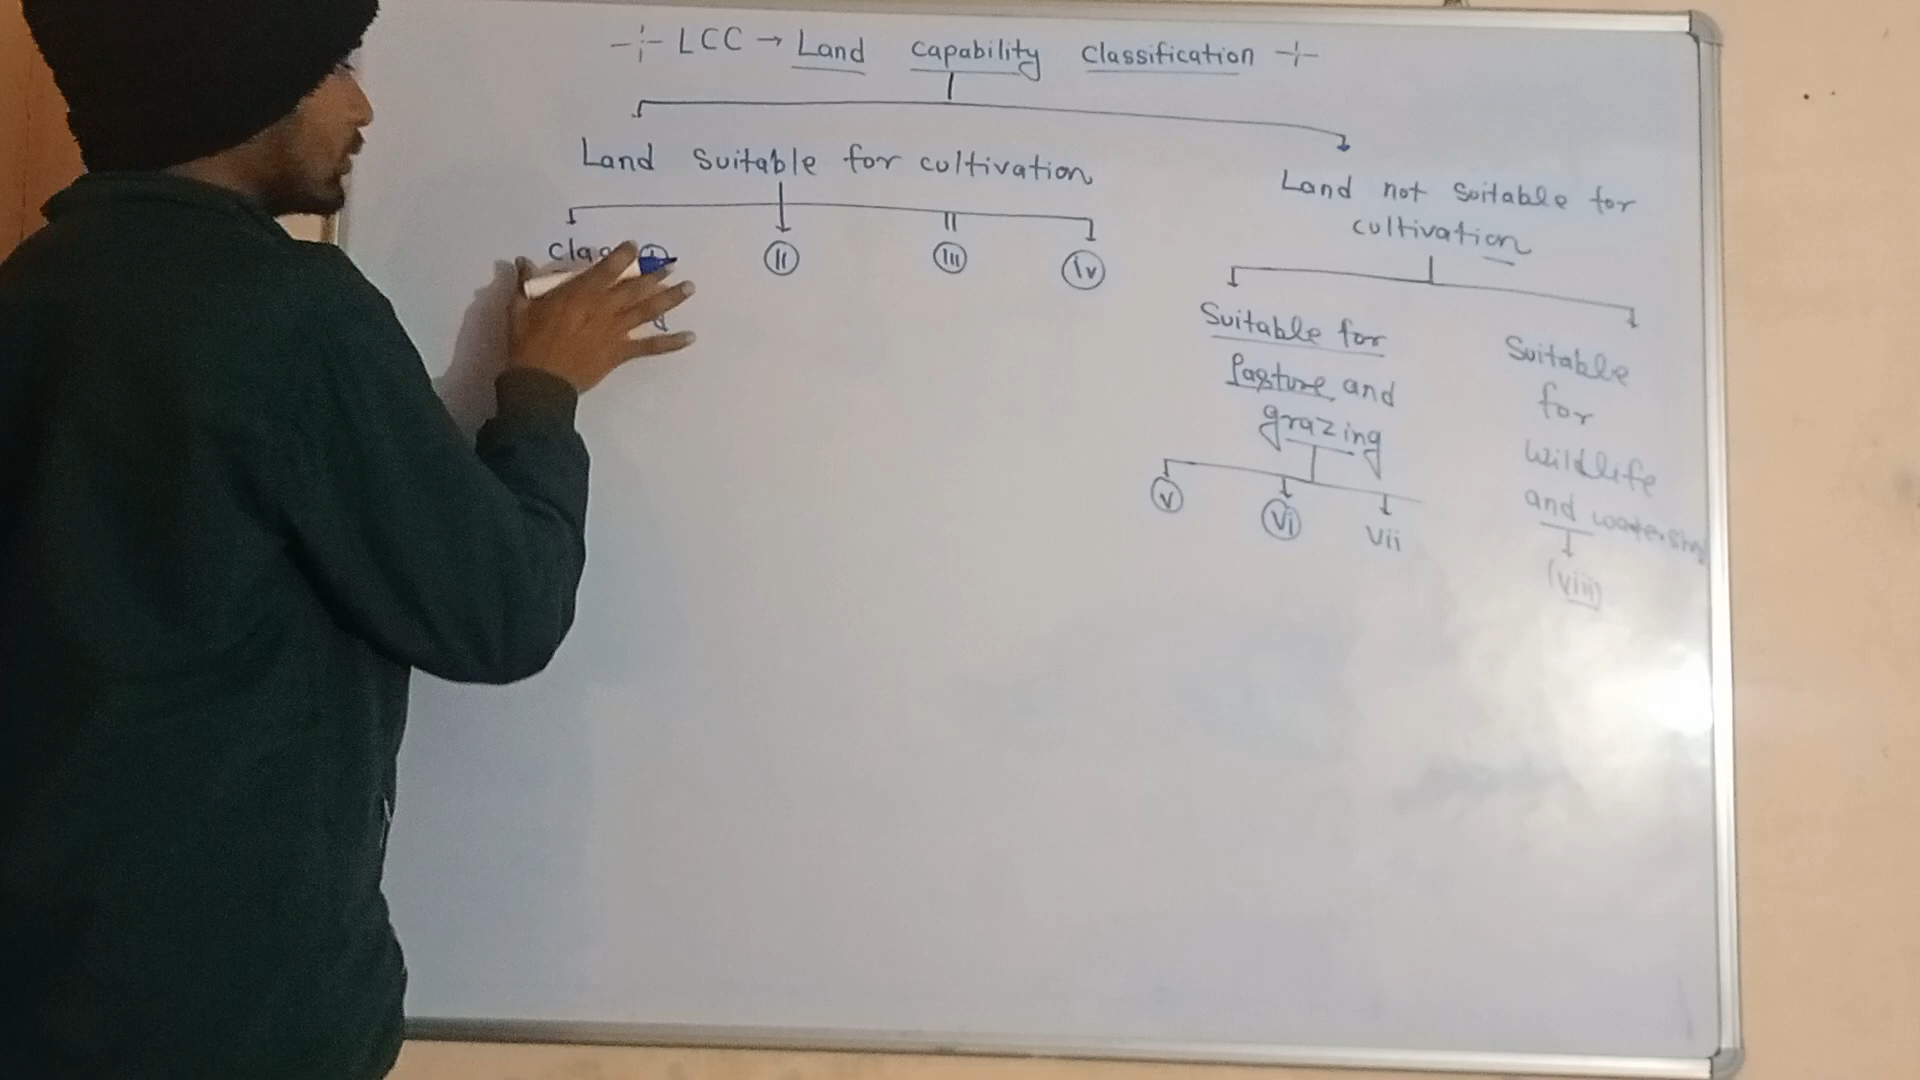 LCC → Land Capability Classification
Land Suitable for cultivation
Land not Suitable for
cultivation
II III IV
Suitable for
Pasture and
grazing
Suitable
for
wildlife
and
V VI Vii
(viii)